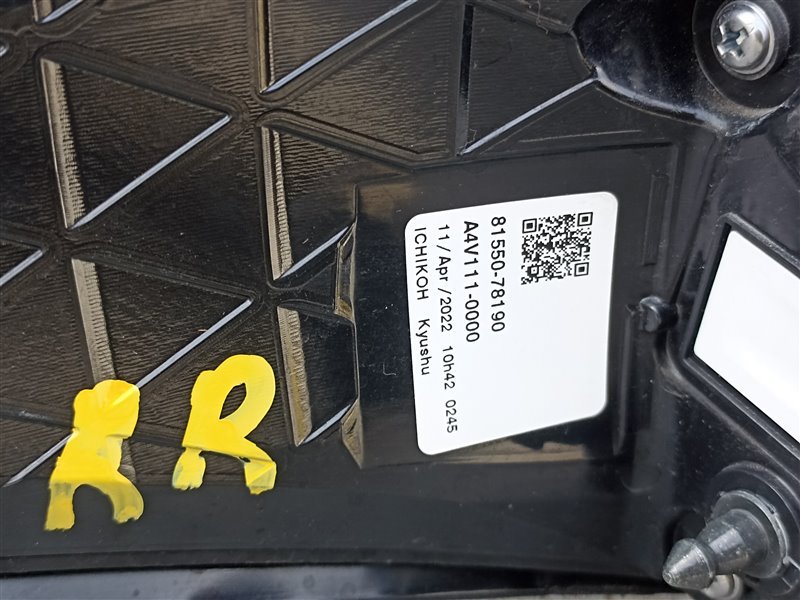 81550-78190
A4V111-0000
11/Apr/2022 10h42 0245
ICHIKOH Kyushu
RR